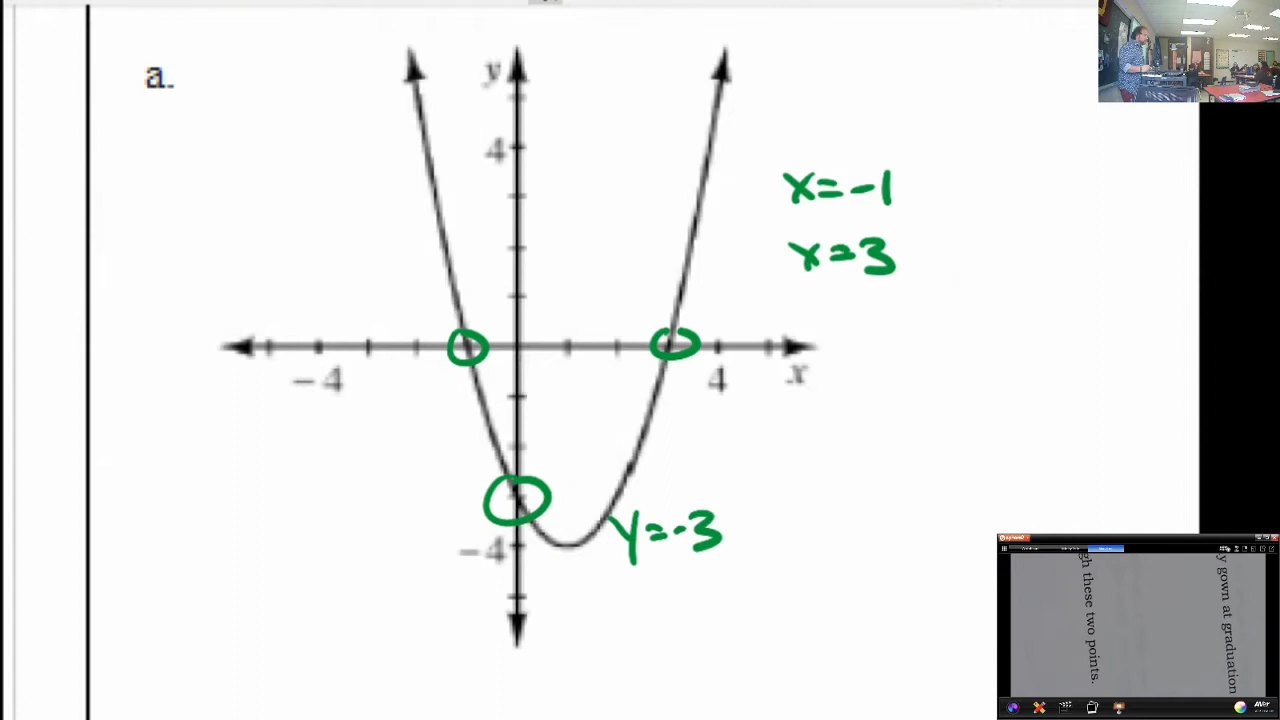 a.
y
4
x=-1
x=3
-4
4
x
-4
y=-3
y gown at graduation
gh these two points.